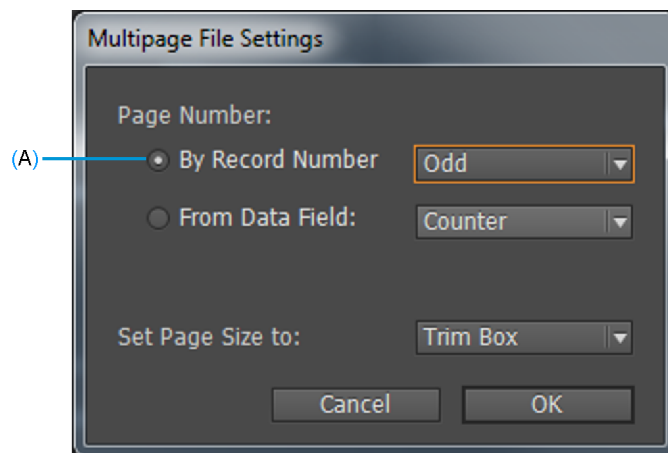 Multipage File Settings
Page Number:
(A) By Record Number Odd
From Data Field: Counter
Set Page Size to: Trim Box
Cancel OK